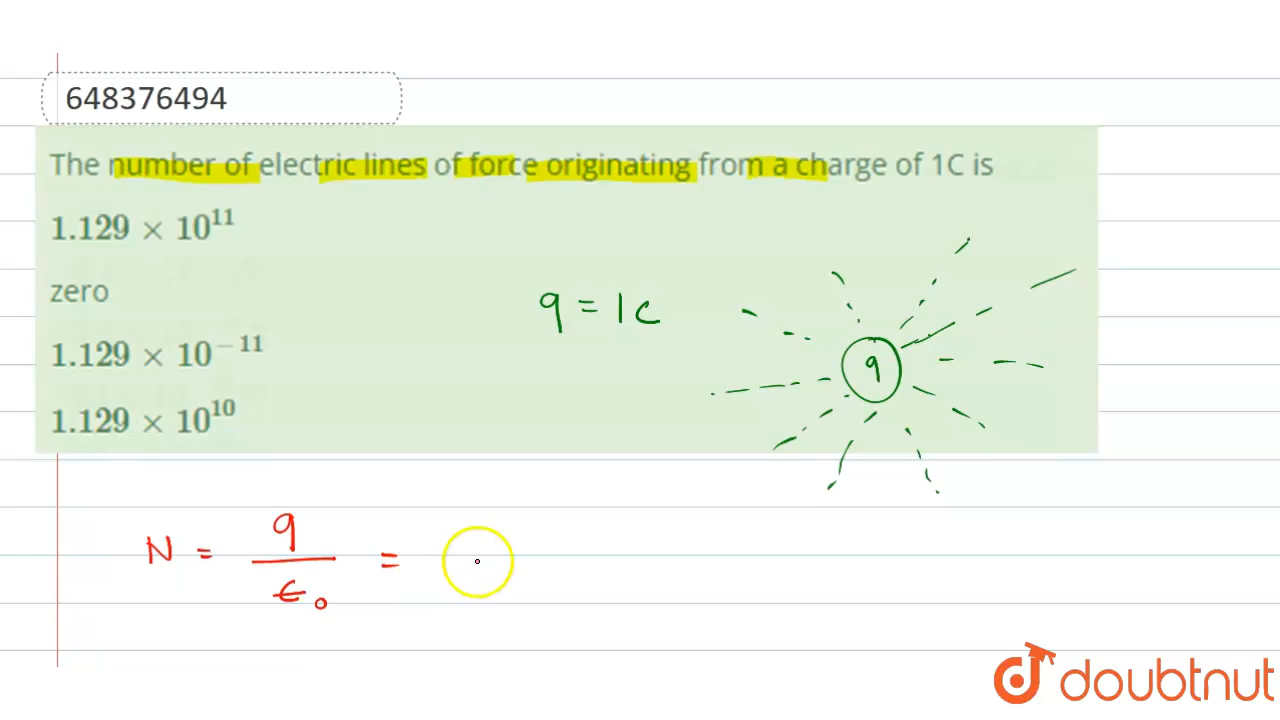 648376494
The number of electric lines of force originating from a charge of 1C is
1.129 × 10^11
zero
1.129 × 10^−11
1.129 × 10^10
q = 1C
q
N = q/ϵ₀ =
doubtnut